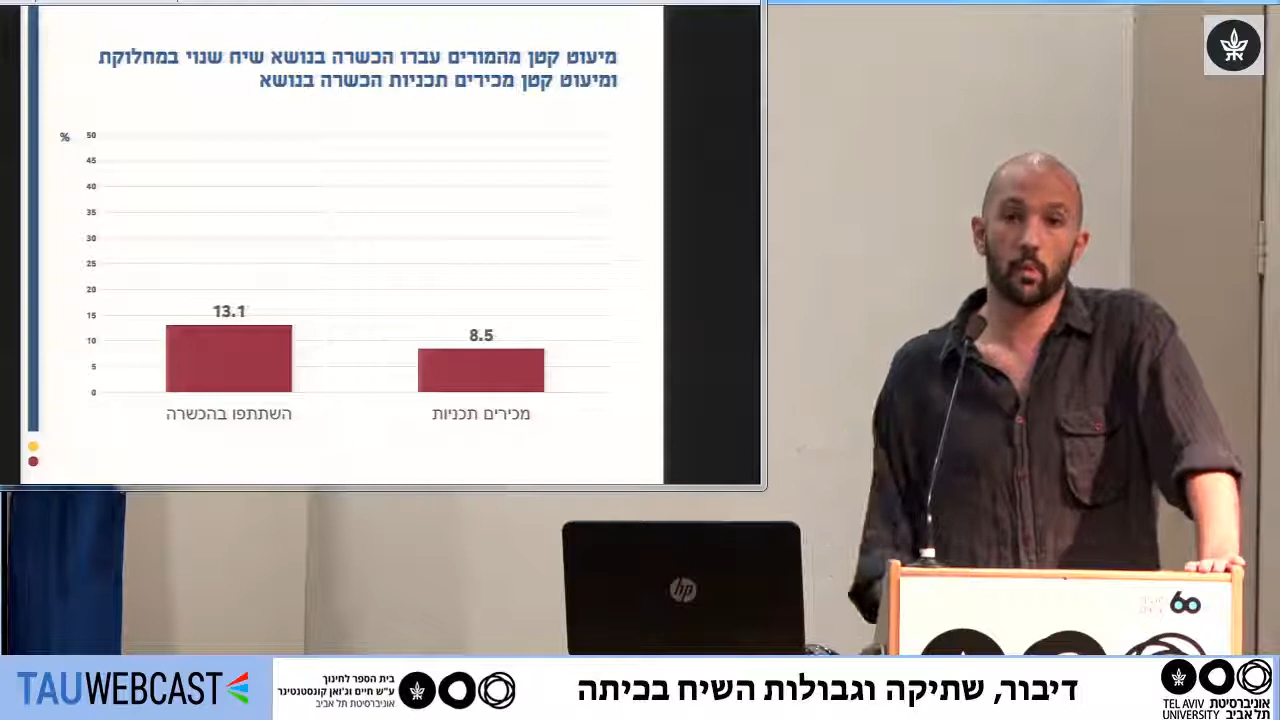 מיעוט קטן מהמורים עברו הכשרה בנושא שיח שנוי במחלוקת
ומיעוט קטן מכירים תכניות הכשרה בנושא
%
50
45
40
35
30
25
20
15
10
5
0
13.1
8.5
השתתפו בהכשרה
מכירים תכניות
hp
60
TAUWEBCAST
בית הספר לחינוך
ע"ש חיים וג'ואן קונסטנטינר
אוניברסיטת תל אביב
דיבור, שתיקה וגבולות השיח בכיתה
TEL AVIV אוניברסיטת
UNIVERSITY תל אביב